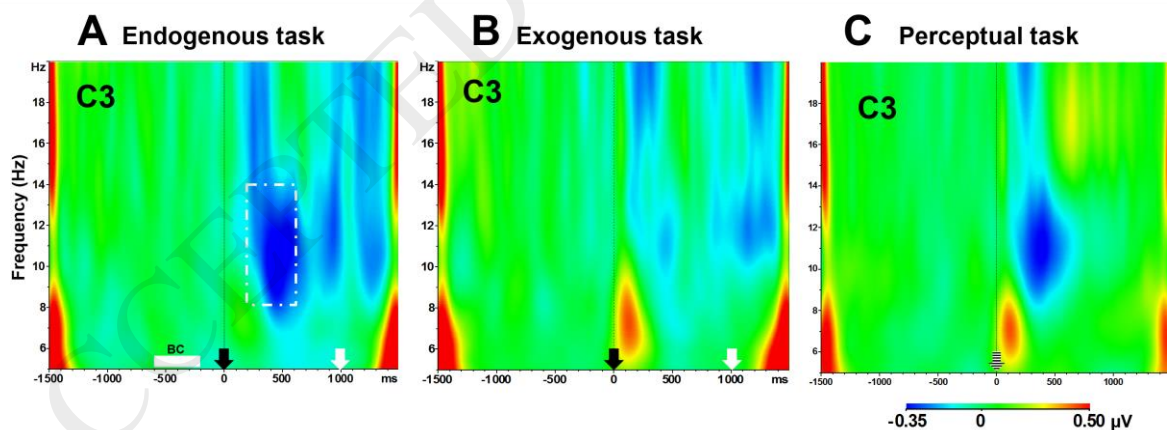 A Endogenous task
B Exogenous task
C Perceptual task
Hz
18
16
14
12
10
8
6
Frequency (Hz)
C3
BC
-1500
-1000
0
500
1000
ms
Hz
18
16
14
12
10
8
6
C3
-1500
-1000
-500
0
500
1000
ms
18
16
14
12
10
8
6
C3
-1500
-1000
-500
0
500
1000
1500
-0.35 0 0.50 µV
CCEPTED